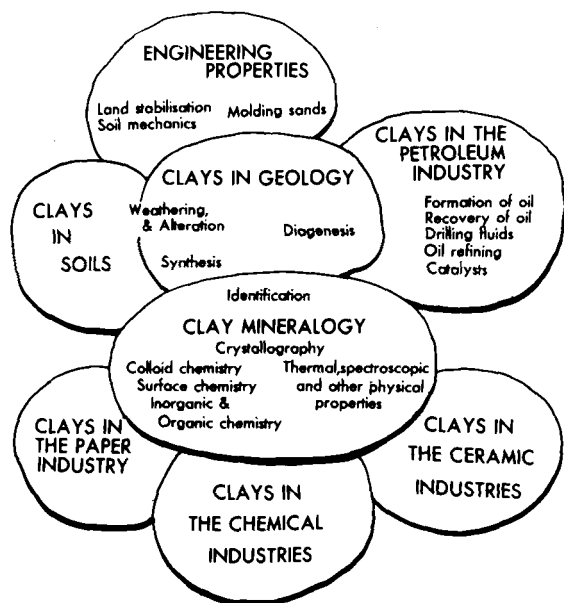 ENGINEERING
PROPERTIES
Land stabilisation
Soil mechanics
Molding sands
CLAYS IN THE
PETROLEUM
INDUSTRY
Formation of oil
Recovery of oil
Drilling fluids
Oil refining
Catalysts
CLAYS IN GEOLOGY
Weathering,
& Alteration
Diagenesis
Synthesis
CLAYS
IN
SOILS
Identification
CLAY MINERALOGY
Crystallography
Colloid chemistry
Surface chemistry
Inorganic &
Organic chemistry
Thermal,spectroscopic
and other physical
properties
CLAYS IN
THE PAPER
INDUSTRY
CLAYS IN
THE CERAMIC
INDUSTRIES
CLAYS IN
THE CHEMICAL
INDUSTRIES